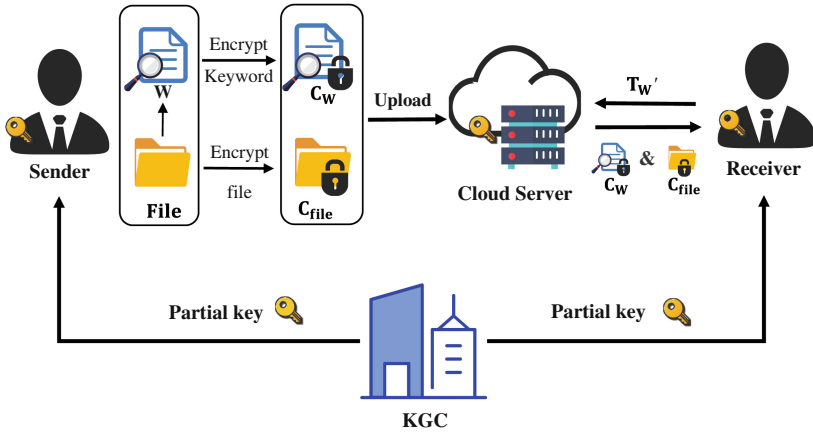 Encrypt
Keyword
W
C_W
Upload
T_W′
Encrypt
file
&
Sender
File
C_file
Cloud Server
C_W
C_file
Receiver
Partial key
Partial key
KGC